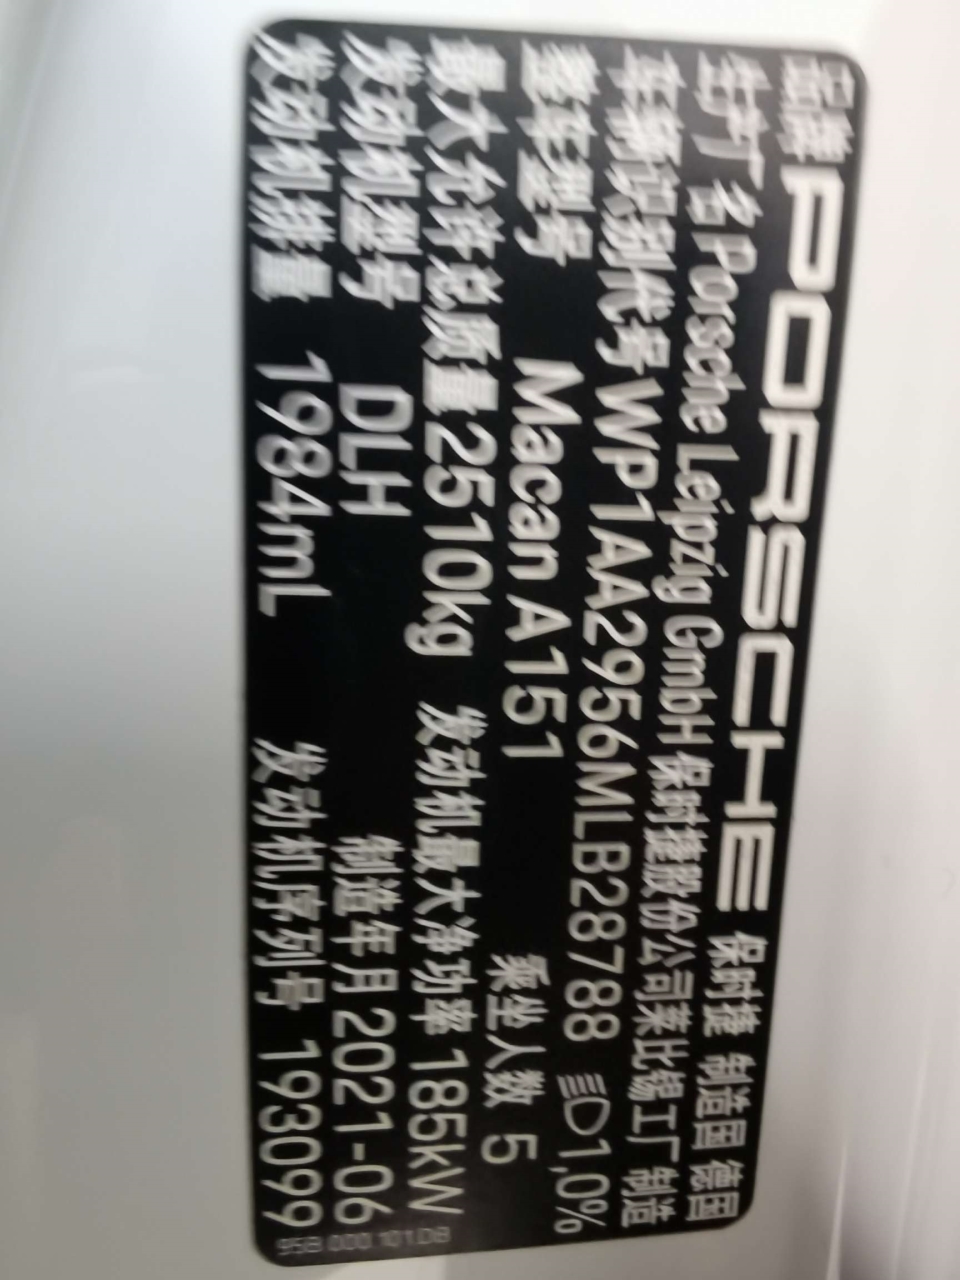 品牌 PORSCHE 保时捷 制造国 德国
生产厂名 Porsche Leipzig GmbH 保时捷股份公司莱比锡工厂 制造
车辆识别代号 WP1AA2956MLB28788 1,0%
整车型号 Macan A151 乘坐人数 5
最大允许总质量 2510kg 发动机最大净功率 185kW
发动机型号 DLH 制造年月 2021-06
发动机排量 1984mL 发动机序列号 193099
95B.000.101.DB